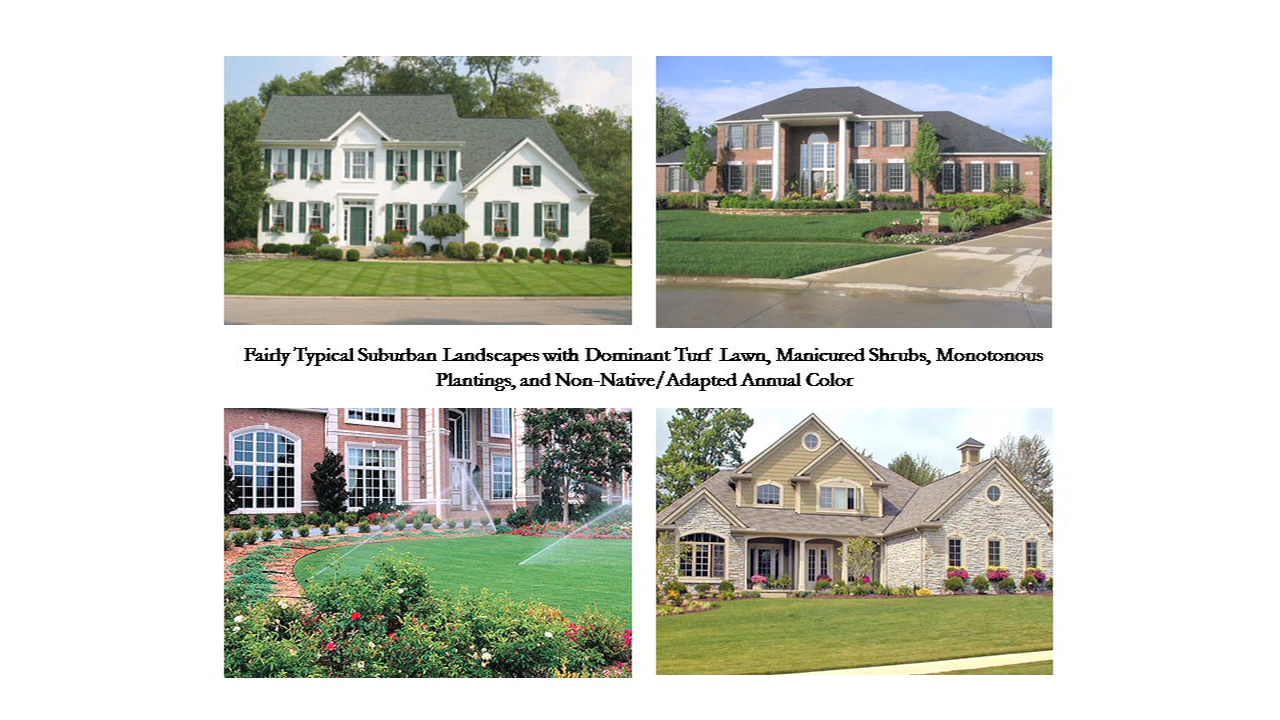 Fairly Typical Suburban Landscapes with Dominant Turf Lawn, Manicured Shrubs, Monotonous
Plantings, and Non-Native/Adapted Annual Color